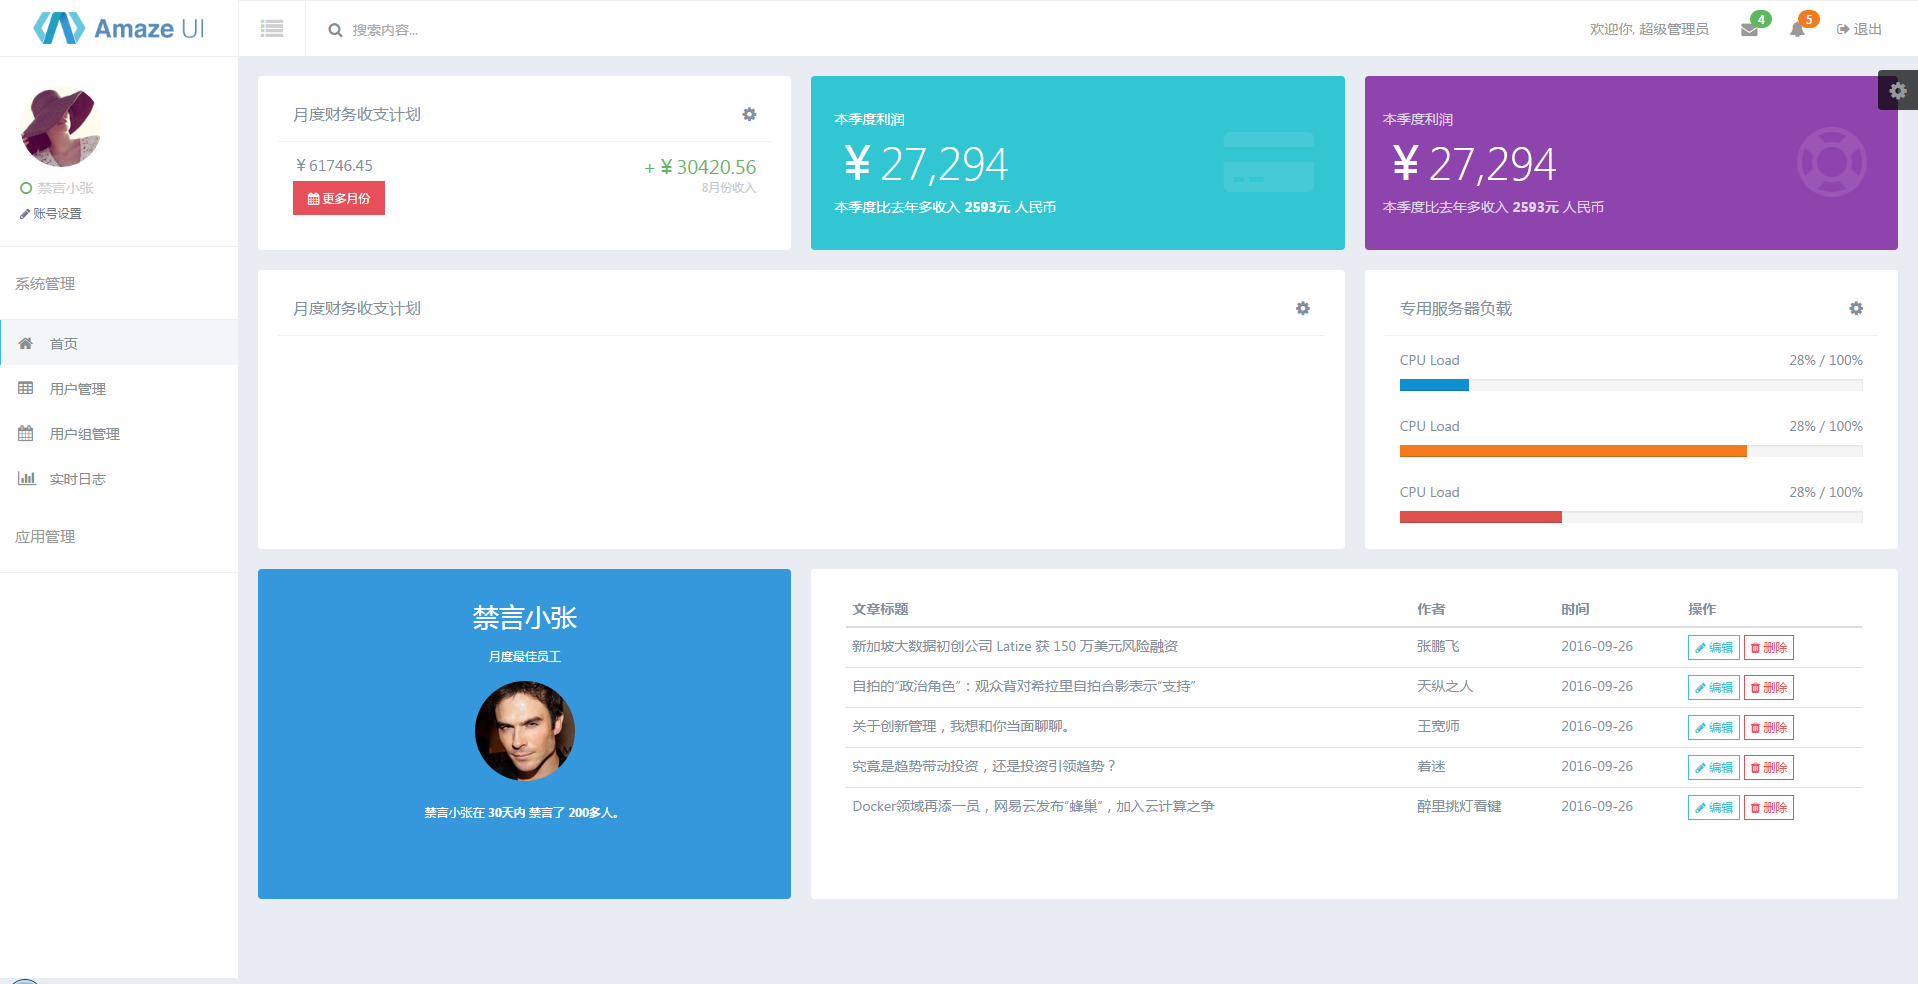 Amaze UI
搜索内容...
欢迎你, 超级管理员
4
5
退出
禁言小张
账号设置
系统管理
首页
用户管理
用户组管理
实时日志
应用管理
月度财务收支计划
￥61746.45
+ ￥30420.56
8月份收入
更多月份
本季度利润
￥27,294
本季度比去年多收入 2593元 人民币
本季度利润
￥27,294
本季度比去年多收入 2593元 人民币
月度财务收支计划
专用服务器负载
CPU Load 28% / 100%
CPU Load 28% / 100%
CPU Load 28% / 100%
禁言小张
月度最佳员工
禁言小张在 30天内 禁言了 200多人。
文章标题 作者 时间 操作
新加坡大数据初创公司 Latize 获 150 万美元风险融资 张鹏飞 2016-09-26 编辑 删除
自拍的“政治角色”：观众背对希拉里自拍合影表示“支持” 天纵之人 2016-09-26 编辑 删除
关于创新管理，我想和你当面聊聊。 王宽师 2016-09-26 编辑 删除
究竟是趋势带动投资，还是投资引领趋势？ 着迷 2016-09-26 编辑 删除
Docker领域再添一员，网易云发布“蜂巢”，加入云计算之争 醉里挑灯看键 2016-09-26 编辑 删除